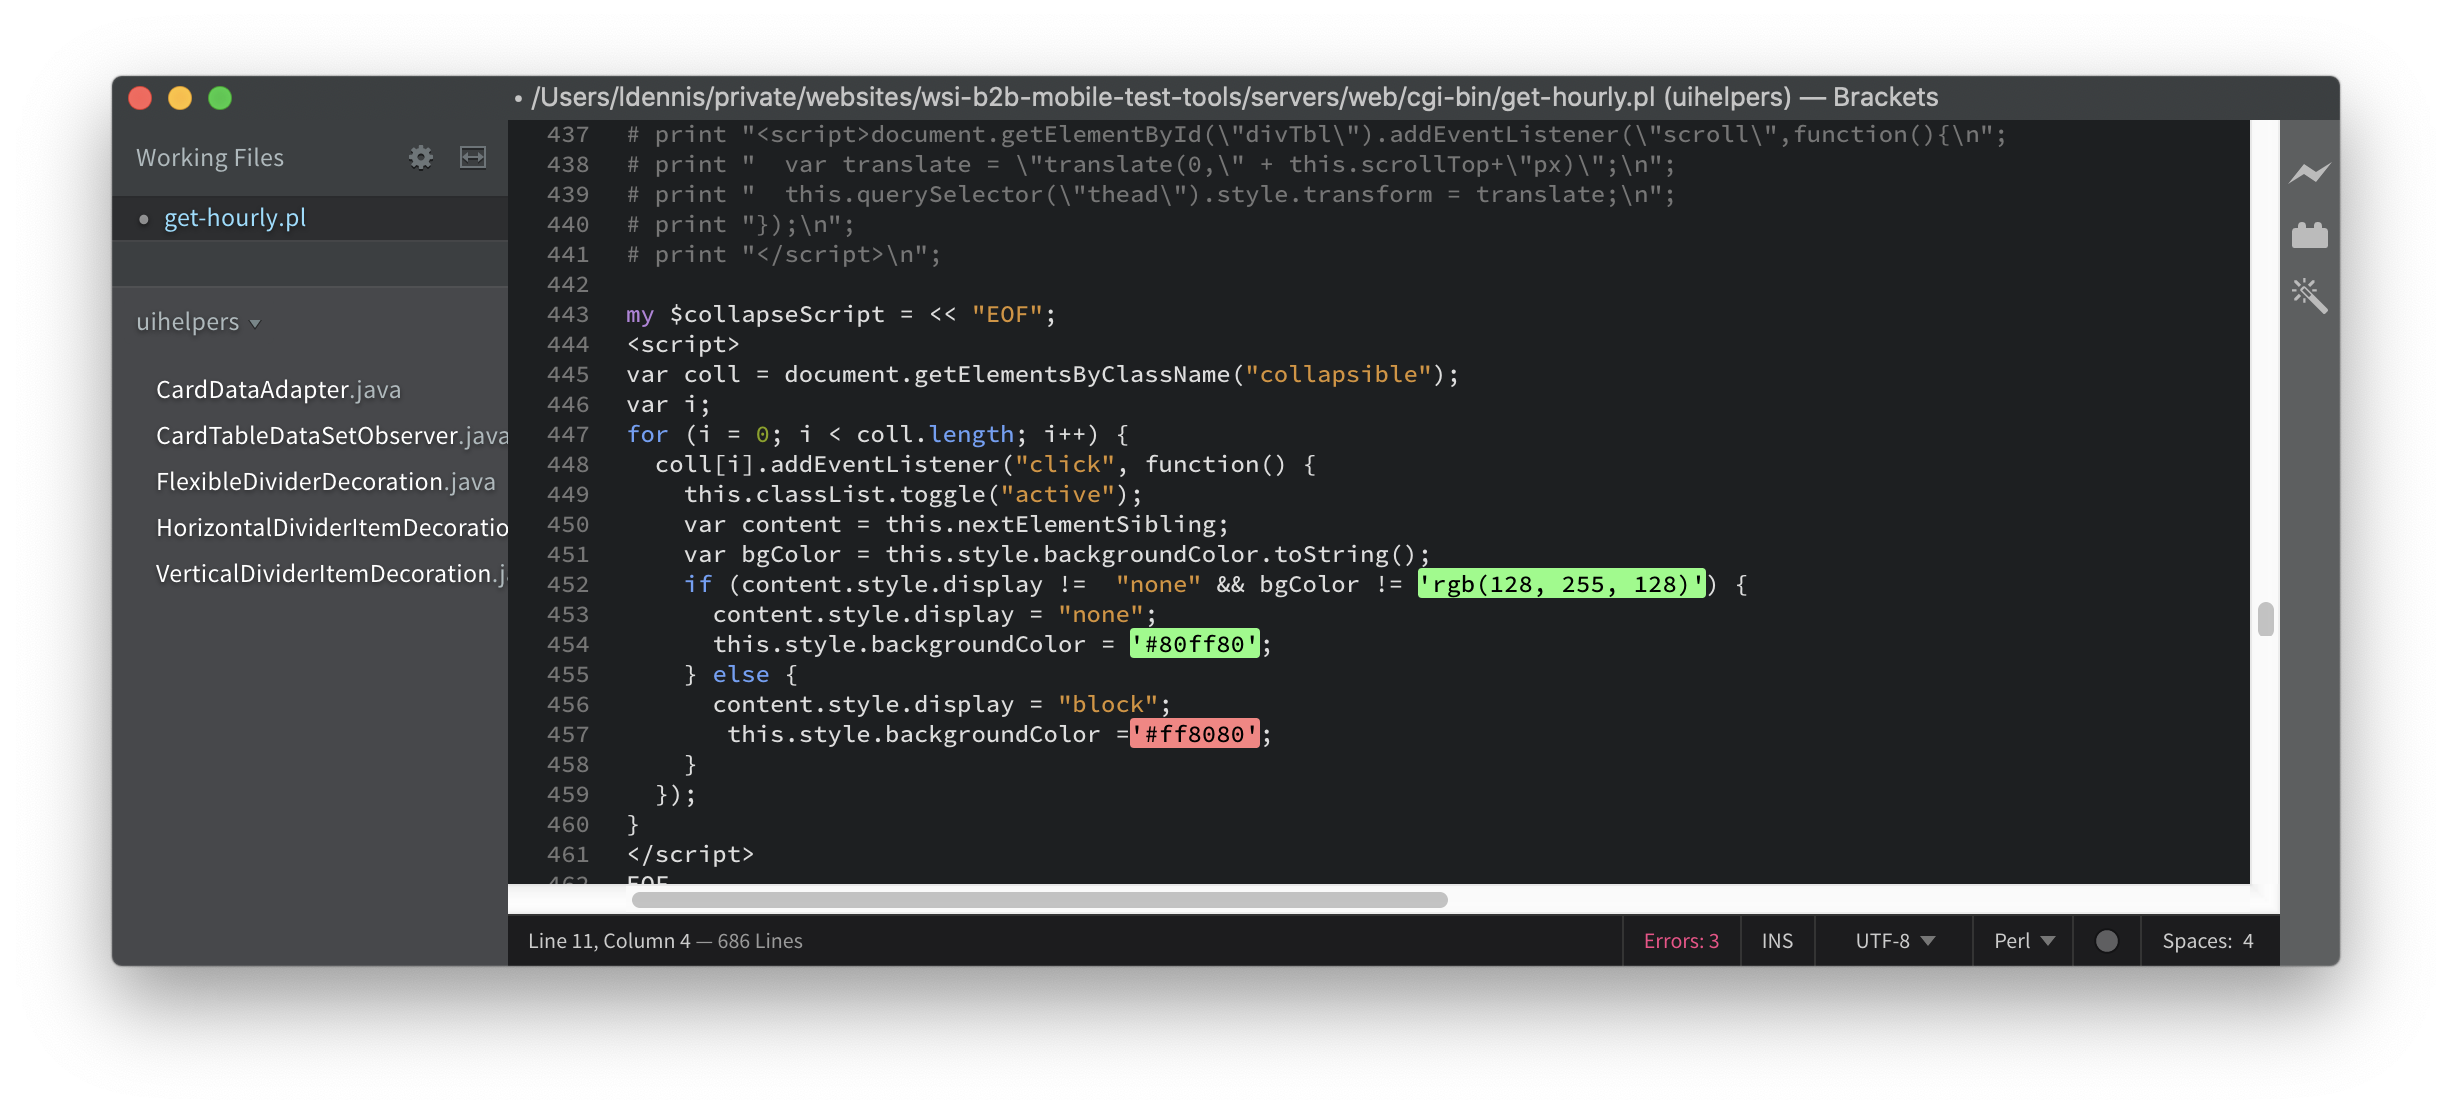 • /Users/ldennis/private/websites/wsi-b2b-mobile-test-tools/servers/web/cgi-bin/get-hourly.pl (uihelpers) — Brackets
Working Files
• get-hourly.pl
uihelpers
CardDataAdapter.java
CardTableDataSetObserver.java
FlexibleDividerDecoration.java
HorizontalDividerItemDecoratio
VerticalDividerItemDecoration.j
437 # print "<script>document.getElementById(\"divTbl\").addEventListener(\"scroll\",function(){\n";
438 # print "  var translate = \"translate(0,\" + this.scrollTop+\"px)\";\n";
439 # print "  this.querySelector(\"thead\").style.transform = translate;\n";
440 # print "});\n";
441 # print "</script>\n";
442
443 my $collapseScript = << "EOF";
444 <script>
445 var coll = document.getElementsByClassName("collapsible");
446 var i;
447 for (i = 0; i < coll.length; i++) {
448   coll[i].addEventListener("click", function() {
449     this.classList.toggle("active");
450     var content = this.nextElementSibling;
451     var bgColor = this.style.backgroundColor.toString();
452     if (content.style.display !=  "none" && bgColor != 'rgb(128, 255, 128)') {
453       content.style.display = "none";
454       this.style.backgroundColor = '#80ff80';
455     } else {
456       content.style.display = "block";
457        this.style.backgroundColor ='#ff8080';
458     }
459   });
460 }
461 </script>
462 EOF
Line 11, Column 4 — 686 Lines
Errors: 3
INS
UTF-8
Perl
Spaces: 4